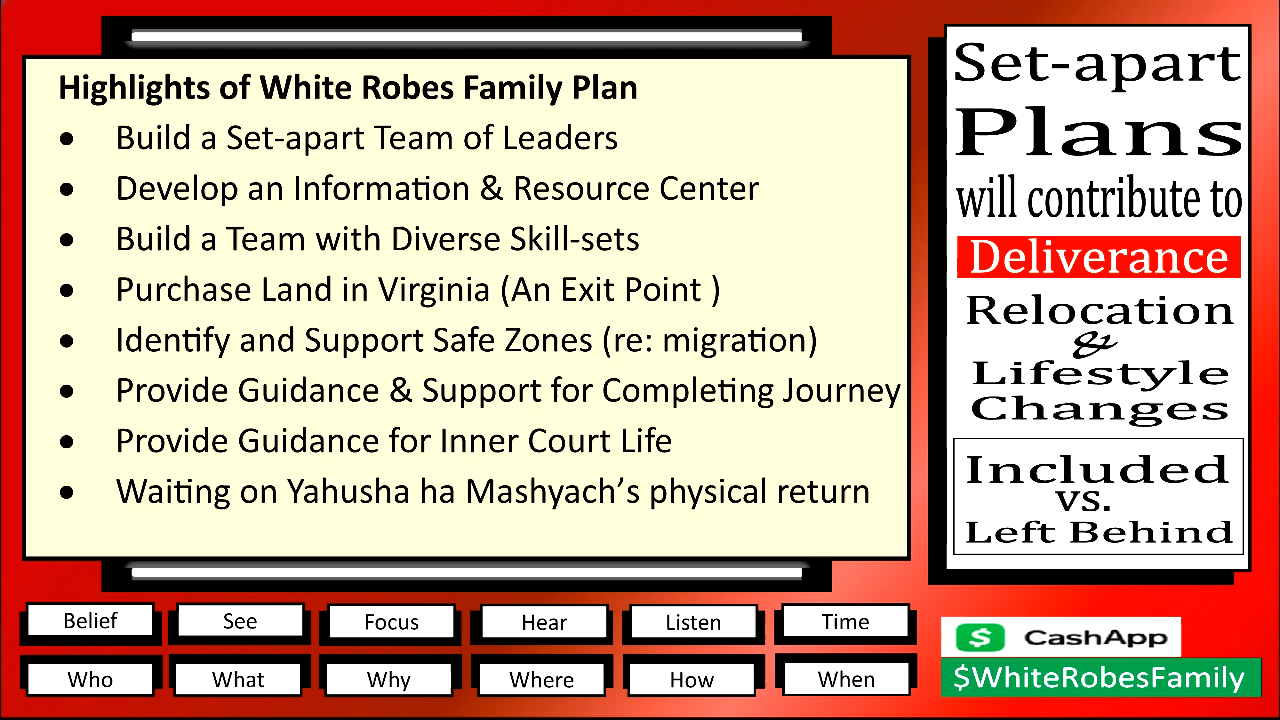 Highlights of White Robes Family Plan
• Build a Set-apart Team of Leaders
• Develop an Information & Resource Center
• Build a Team with Diverse Skill-sets
• Purchase Land in Virginia (An Exit Point )
• Identify and Support Safe Zones (re: migration)
• Provide Guidance & Support for Completing Journey
• Provide Guidance for Inner Court Life
• Waiting on Yahusha ha Mashyach’s physical return
Set-apart
Plans
will contribute to
Deliverance
Relocation
&
Lifestyle
Changes
Included
vs.
Left Behind
Belief
See
Focus
Hear
Listen
Time
Who
What
Why
Where
How
When
$ CashApp
$WhiteRobesFamily